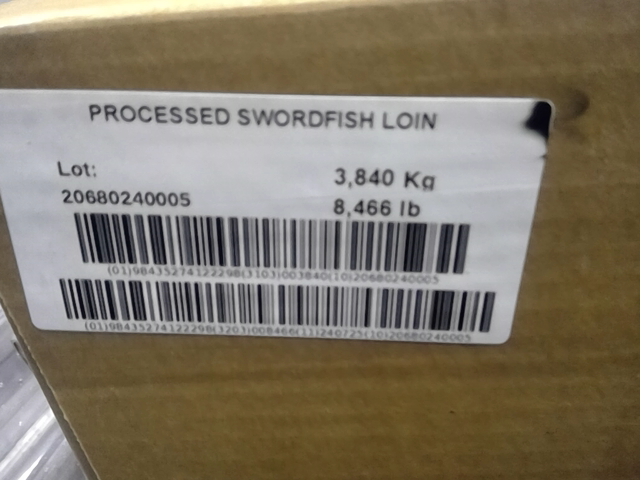 PROCESSED SWORDFISH LOIN
Lot:
20680240005
3,840 Kg
8,466 lb
(01)98435274122298(3103)003840(10)20680240005
(01)98435274122298(3203)008466(11)240725(10)20680240005